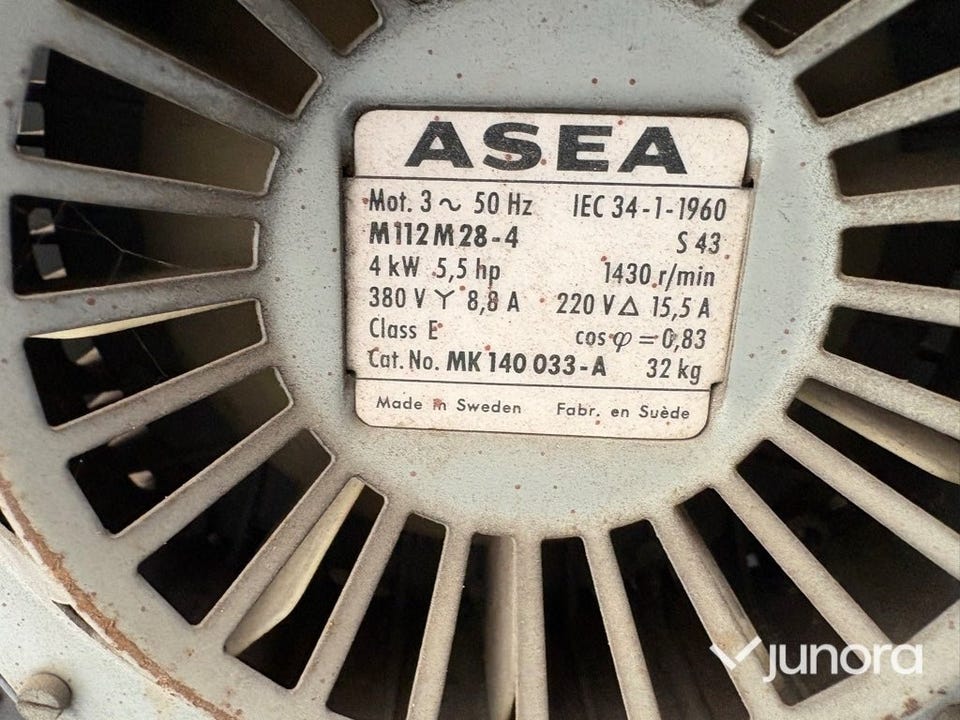 ASEA
Mot. 3 ~ 50 Hz IEC 34-1-1960
M112M28-4 S 43
4 kW 5,5 hp 1430 r/min
380 V Y 8,8 A 220 V △ 15,5 A
Class E cos φ = 0,83
Cat. No. MK 140 033-A 32 kg
Made in Sweden Fabr. en Suède
junora